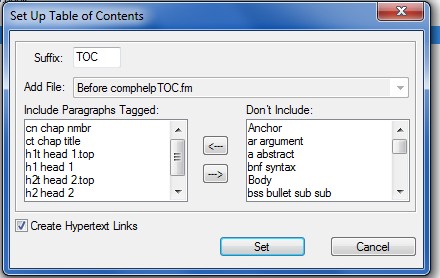 Set Up Table of Contents
Suffix: TOC
Add File: Before comphelpTOC.fm
Include Paragraphs Tagged:
cn chap nmbr
ct chap title
h1t head 1.top
h1 head 1
h2t head 2.top
h2 head 2
<---
--->
Don't Include:
Anchor
ar argument
a abstract
bnf syntax
Body
bss bullet sub sub
Create Hypertext Links
Set
Cancel